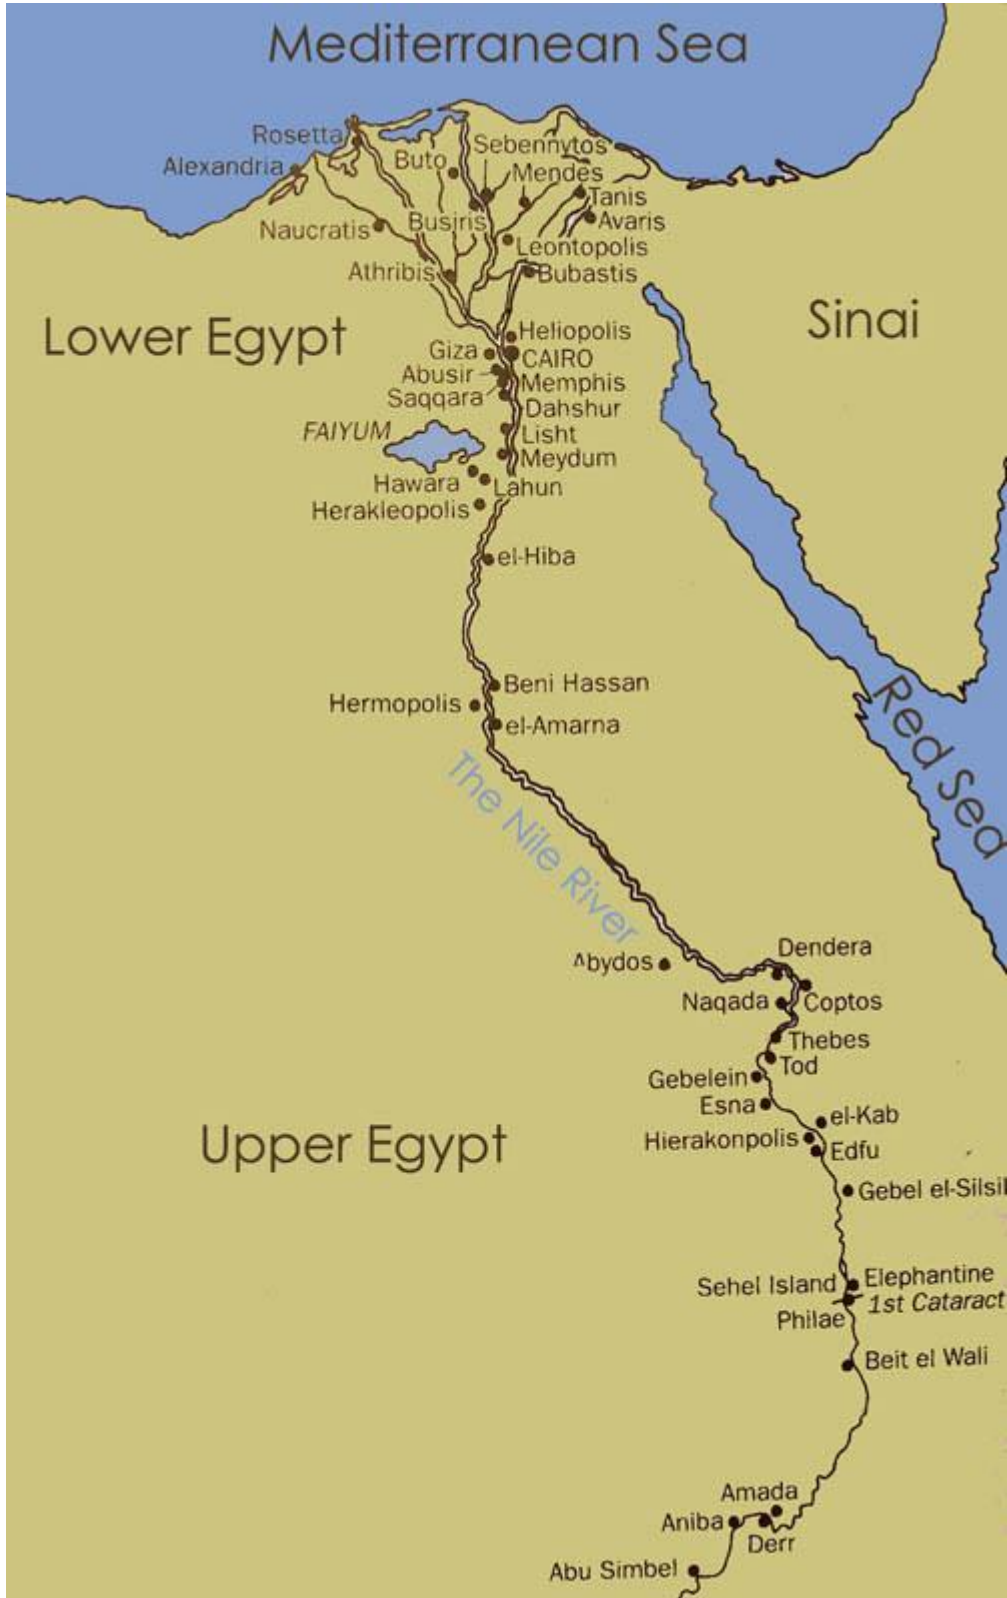 Mediterranean Sea
Rosetta
Sebennytos
Alexandria
Buto
Mendes
Tanis
Naucratis
Busiris
Avaris
Leontopolis
Athribis
Bubastis
Lower Egypt
Sinai
Heliopolis
Giza
CAIRO
Abusir
Memphis
Saqqara
Dahshur
FAIYUM
Lisht
Meydum
Hawara
Lahun
Herakleopolis
el-Hiba
Beni Hassan
Hermopolis
el-Amarna
Red Sea
The Nile River
Abydos
Dendera
Naqada
Coptos
Thebes
Tod
Gebelein
Esna
el-Kab
Upper Egypt
Hierakonpolis
Edfu
Gebel el-Silsil
Sehel Island
Elephantine
1st Cataract
Philae
Beit el Wali
Amada
Aniba
Derr
Abu Simbel